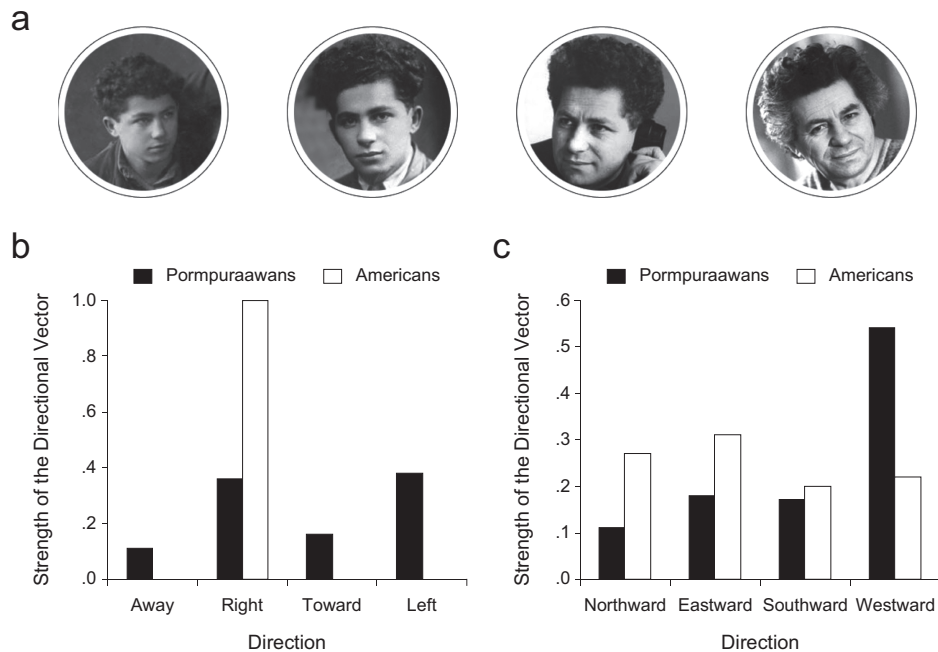 a
b
Pormpuraawans
Americans
Strength of the Directional Vector
1.0
.8
.6
.4
.2
.0
Away
Right
Toward
Left
Direction
c
Pormpuraawans
Americans
Strength of the Directional Vector
.6
.5
.4
.3
.2
.1
.0
Northward
Eastward
Southward
Westward
Direction